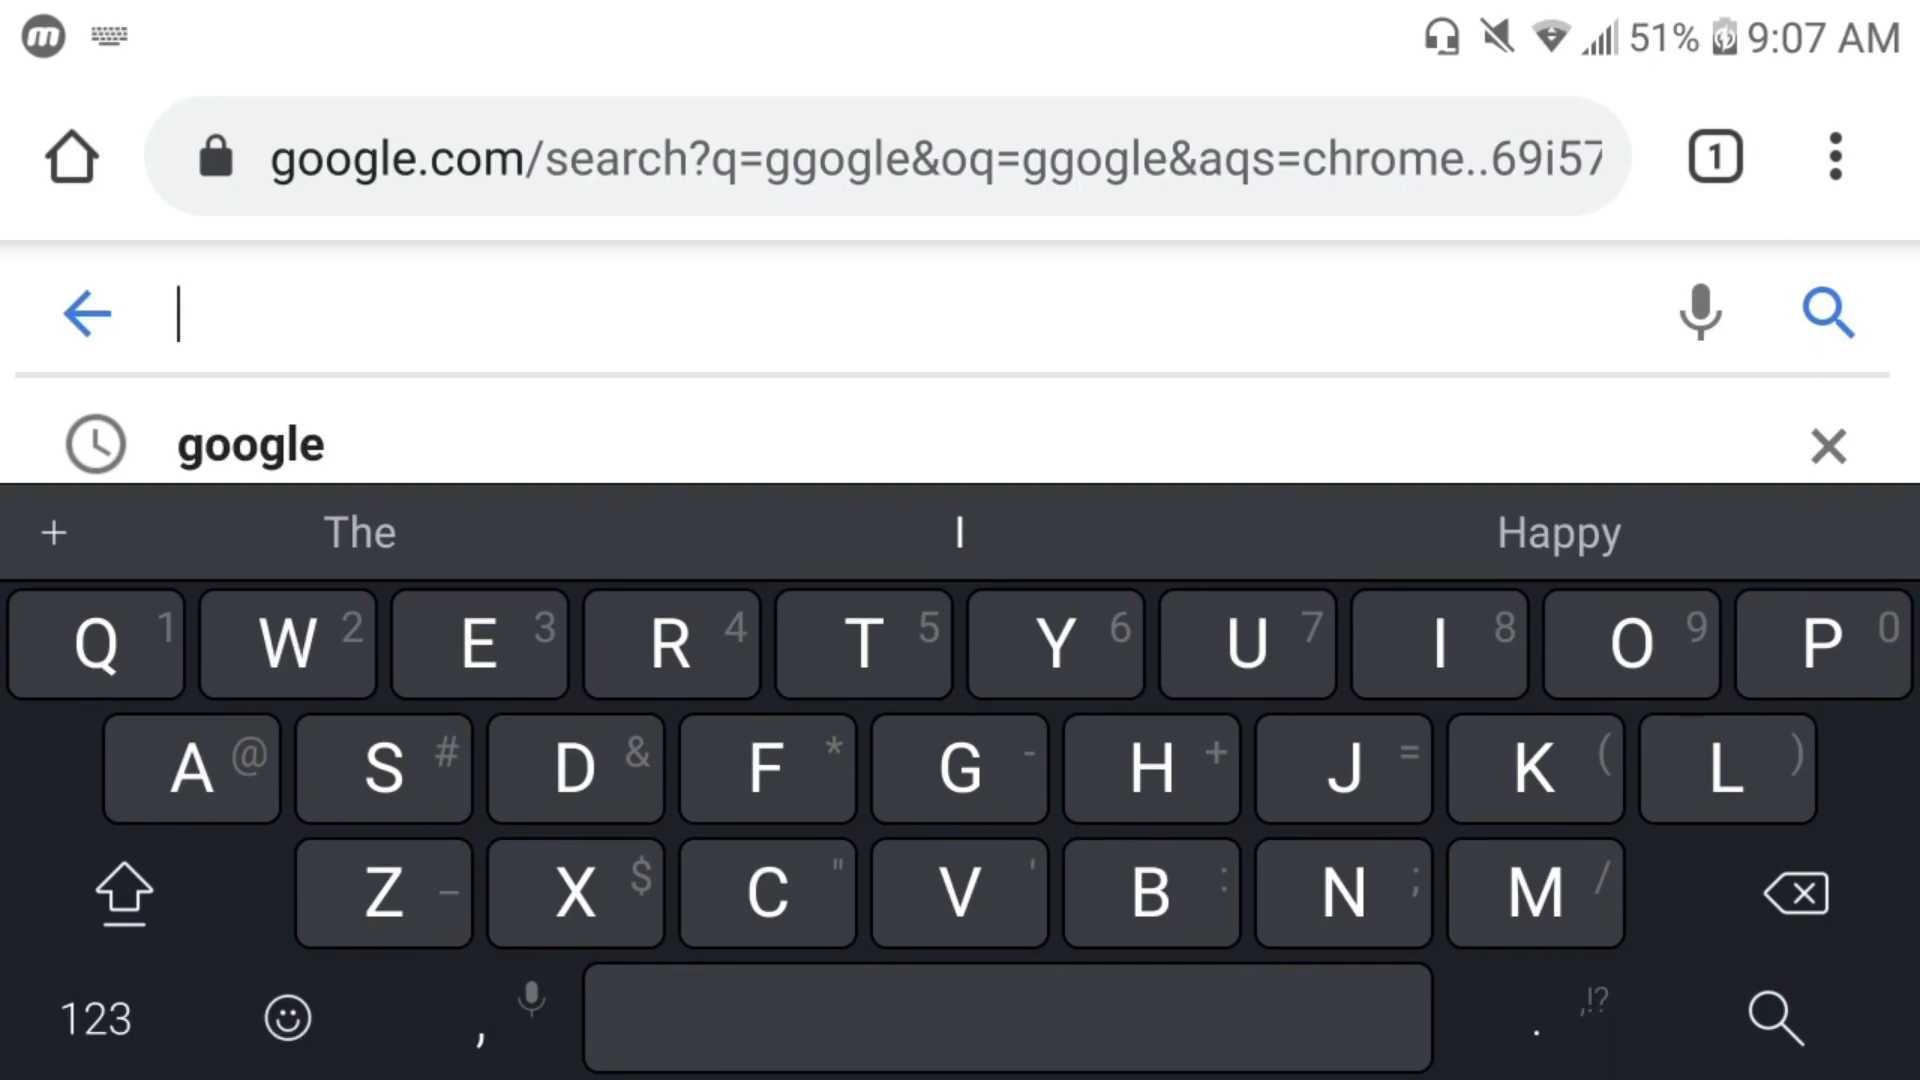 m 51% 9:07 AM
google.com/search?q=ggogle&oq=ggogle&aqs=chrome..69i57 1
google
+ The I Happy
Q 1 W 2 E 3 R 4 T 5 Y 6 U 7 I 8 O 9 P 0
A @ S # D & F * G - H + J = K ( L )
Z _ X $ C " V ' B : N ; M /
123 , . ,!?